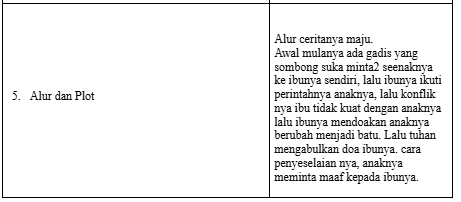 5. Alur dan Plot
Alur ceritanya maju.
Awal mulanya ada gadis yang
sombong suka minta2 seenaknya
ke ibunya sendiri, lalu ibunya ikuti
perintahnya anaknya, lalu konflik
nya ibu tidak kuat dengan anaknya
lalu ibunya mendoakan anaknya
berubah menjadi batu. Lalu tuhan
mengabulkan doa ibunya. cara
penyeselaian nya, anaknya
meminta maaf kepada ibunya.